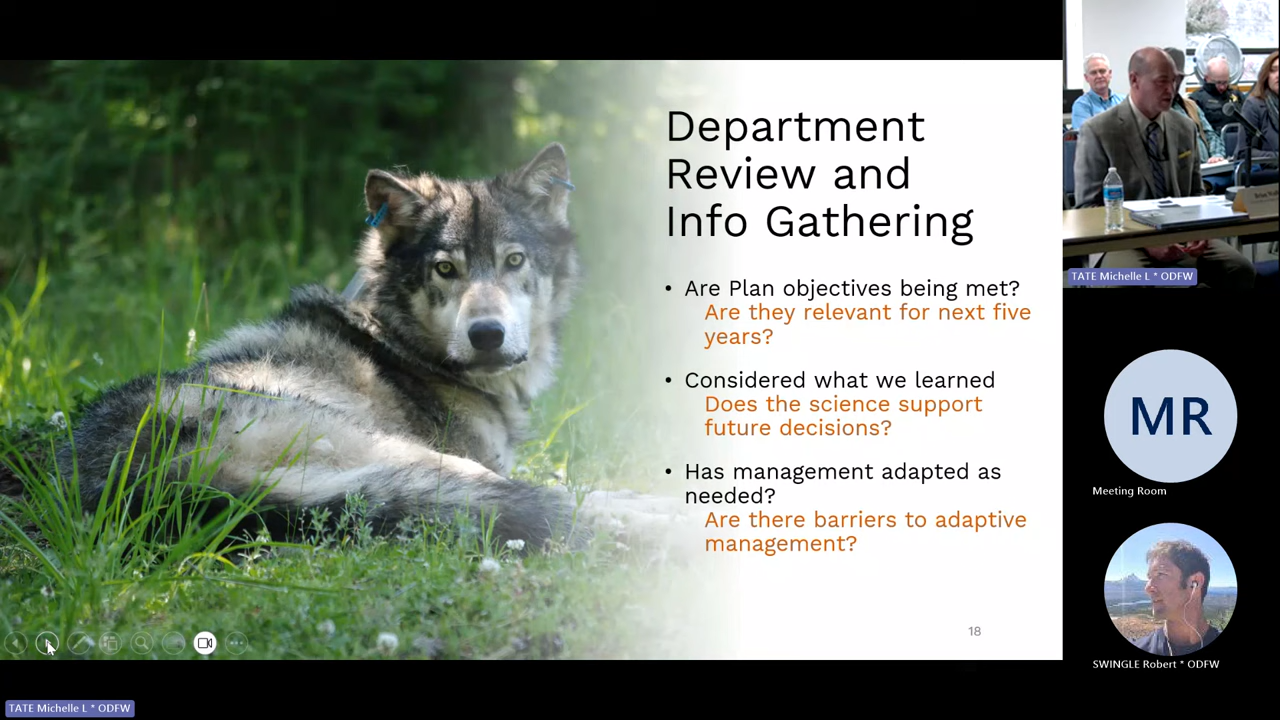 Department
Review and
Info Gathering
• Are Plan objectives being met?
Are they relevant for next five
years?
• Considered what we learned
Does the science support
future decisions?
• Has management adapted as
needed?
Are there barriers to adaptive
management?
18
TATE Michelle L * ODFW
MR
Meeting Room
SWINGLE Robert * ODFW
TATE Michelle L * ODFW